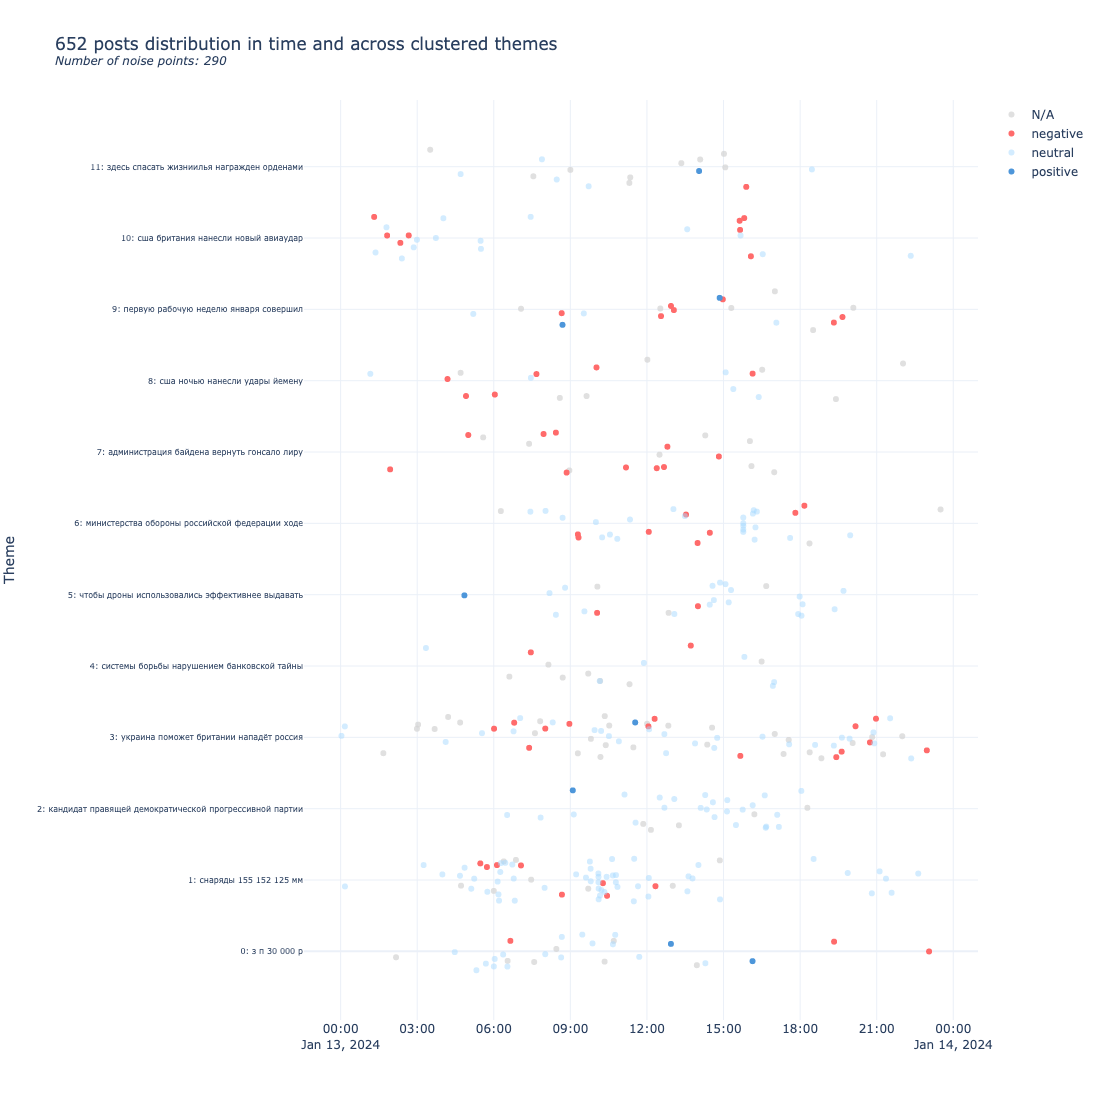 652 posts distribution in time and across clustered themes
Number of noise points: 290
N/A
negative
neutral
positive
Theme
11: здесь спасать жизниилья награжден орденами
10: сша британия нанесли новый авиаудар
9: первую рабочую неделю января совершил
8: сша ночью нанесли удары йемену
7: администрация байдена вернуть гонсало лиру
6: министерства обороны российской федерации ходе
5: чтобы дроны использовались эффективнее выдавать
4: системы борьбы нарушением банковской тайны
3: украина поможет британии нападёт россия
2: кандидат правящей демократической прогрессивной партии
1: снаряды 155 152 125 мм
0: з п 30 000 р
00:00 03:00 06:00 09:00 12:00 15:00 18:00 21:00 00:00
Jan 13, 2024 Jan 14, 2024